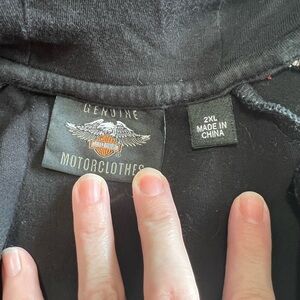 GENUINE
MOTORCLOTHES
2XL
MADE IN
CHINA